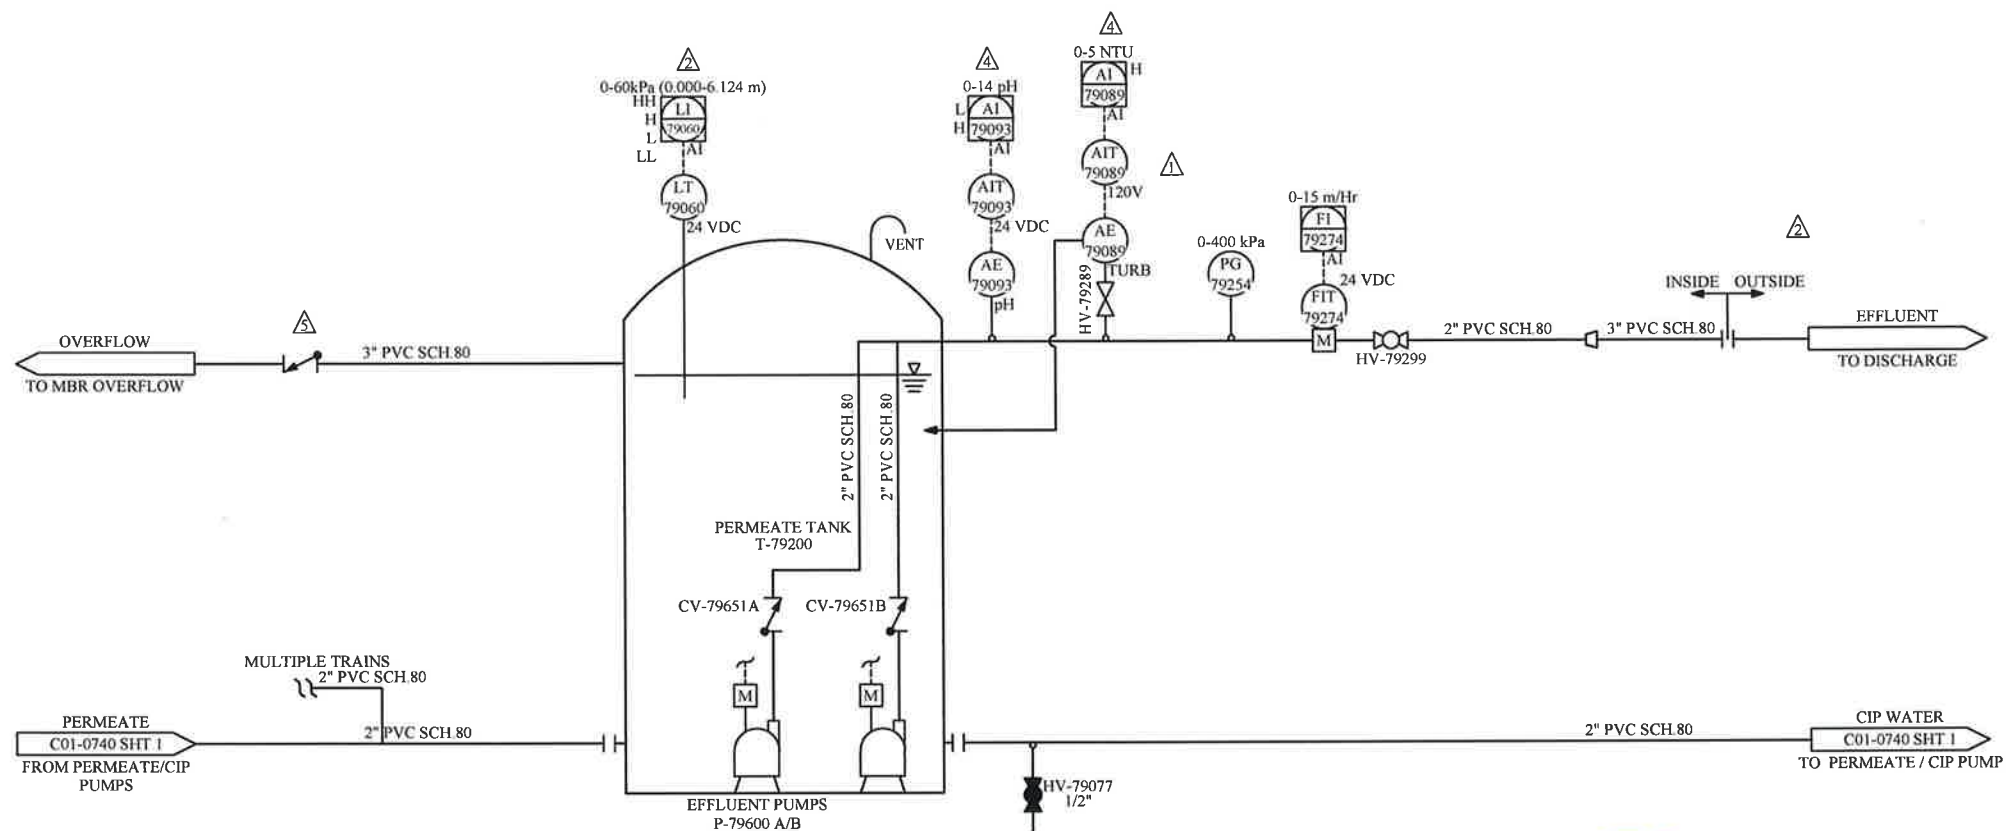 4
2
4
0-5 NTU
0-60kPa (0.000-6.124 m)
0-14 pH
AI
H
79089
AI
HH
H
L
LL
LI
79060
AI
L
H
AI
79093
AI
AIT
79089
120V
1
LT
79060
24 VDC
AIT
79093
24 VDC
0-15 m/Hr
FI
79274
AI
24 VDC
VENT
AE
79089
TURB
0-400 kPa
PG
79254
2
AE
79093
pH
HV-79289
FIT
79274
M
INSIDE
OUTSIDE
5
OVERFLOW
TO MBR OVERFLOW
3" PVC SCH.80
HV-79299
2" PVC SCH.80
3" PVC SCH.80
EFFLUENT
TO DISCHARGE
2" PVC SCH.80
2" PVC SCH.80
PERMEATE TANK
T-79200
CV-79651A
CV-79651B
M
M
MULTIPLE TRAINS
2" PVC SCH.80
PERMEATE
C01-0740 SHT 1
FROM PERMEATE/CIP
PUMPS
2" PVC SCH.80
2" PVC SCH.80
CIP WATER
C01-0740 SHT 1
TO PERMEATE / CIP PUMP
HV-79077
1/2"
EFFLUENT PUMPS
P-79600 A/B